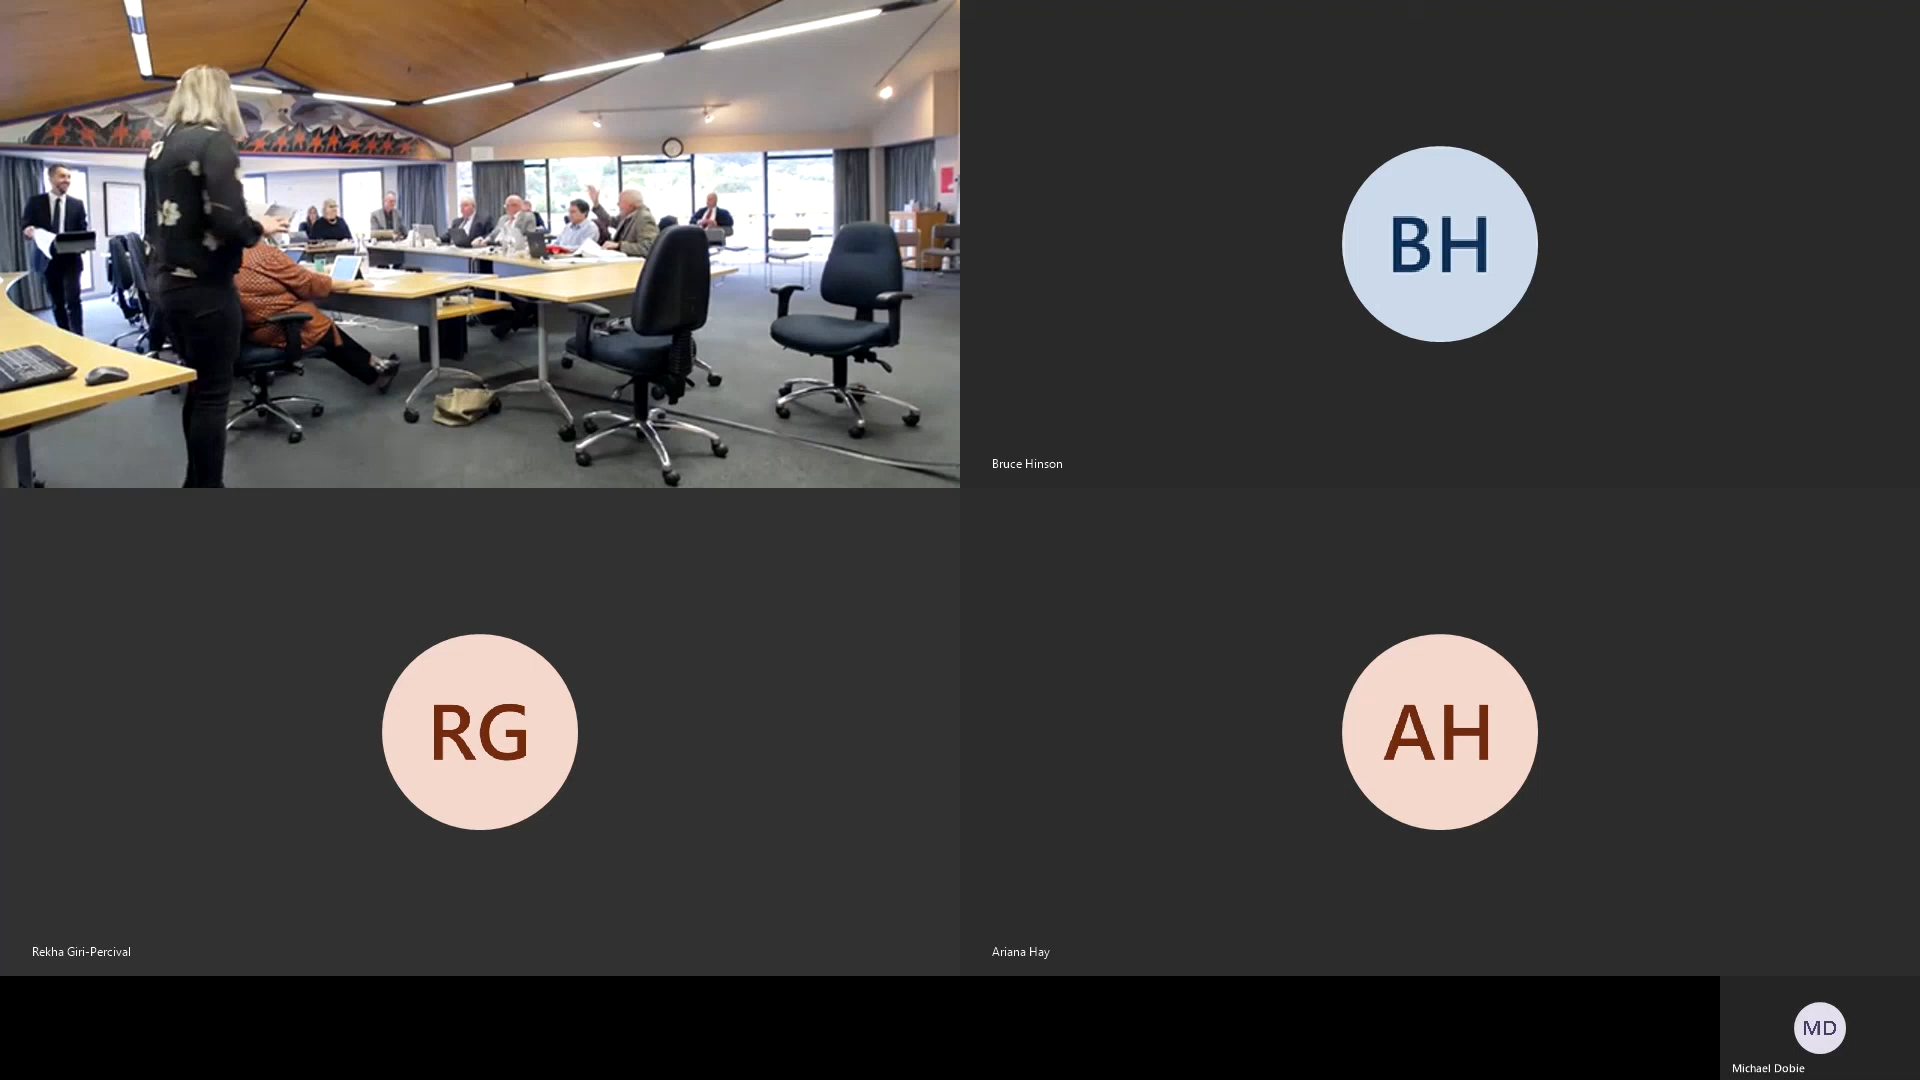 BH
Bruce Hinson
RG
AH
Rekha Giri-Percival
Ariana Hay
MD
Michael Dobie